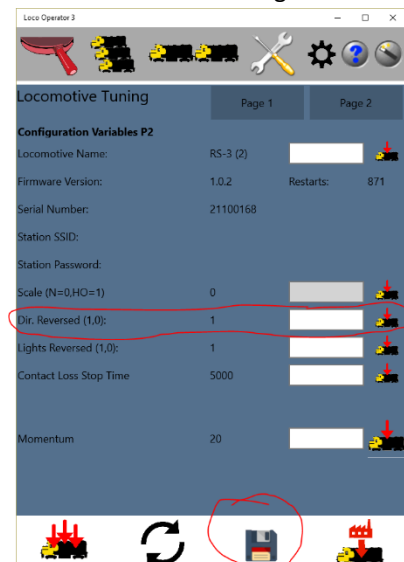 Loco Operator 3
Locomotive Tuning Page 1 Page 2
Configuration Variables P2
Locomotive Name: RS-3 (2)
Firmware Version: 1.0.2 Restarts: 871
Serial Number: 21100168
Station SSID:
Station Password:
Scale (N=0,HO=1) 0
Dir. Reversed (1,0): 1
Lights Reversed (1,0): 1
Contact Loss Stop Time 5000
Momentum 20